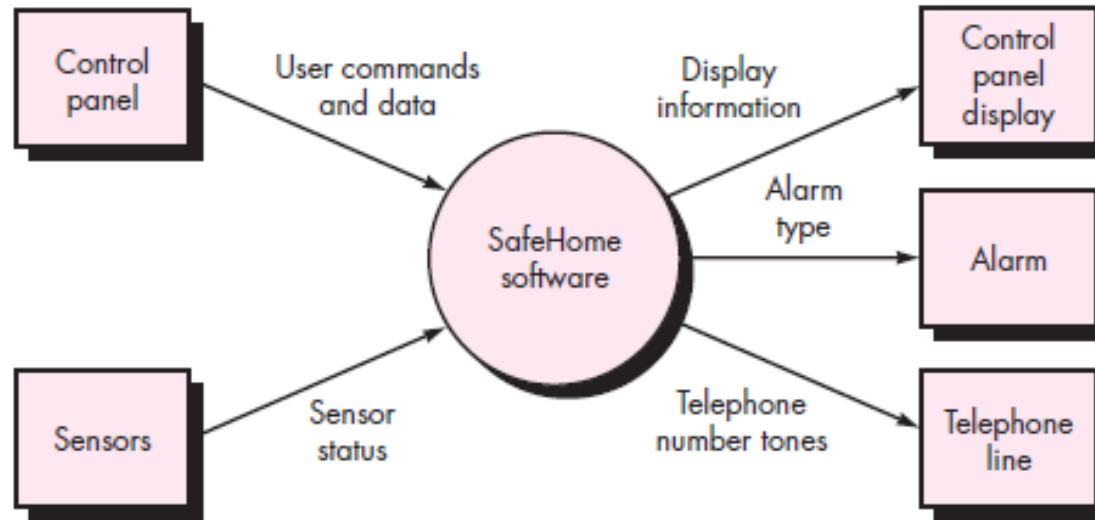 Control
panel
User commands
and data
Display
information
Control
panel
display
SafeHome
software
Alarm
type
Alarm
Sensors
Sensor
status
Telephone
number tones
Telephone
line